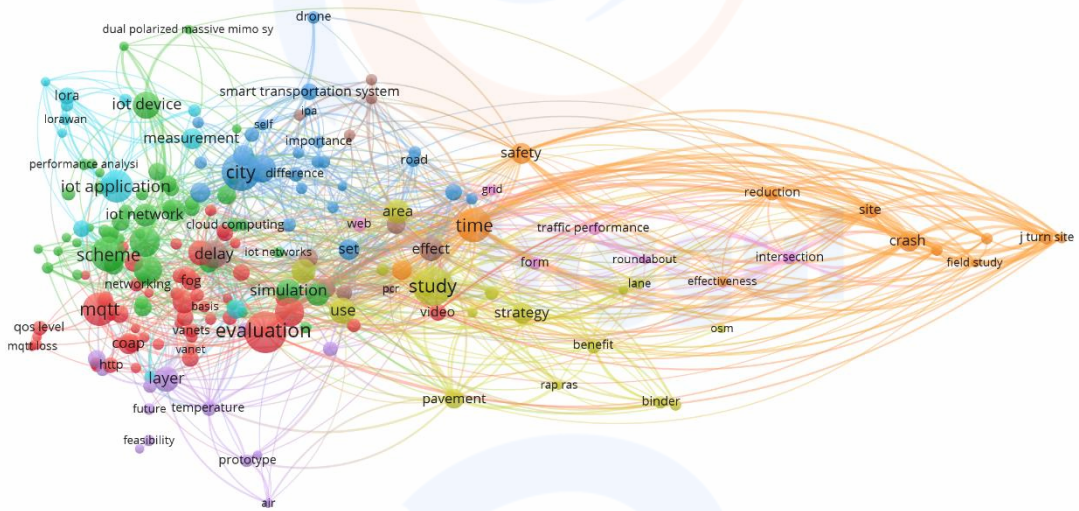 drone
dual polarized massive mimo sy
lora
iot device
smart transportation system
lorawan
ipa
self
measurement
importance
performance analysi
road
safety
iot application
city
difference
grid
reduction
iot network
area
site
cloud computing
web
time
traffic performance
j turn site
scheme
delay
iot networks
set
effect
crash
form
roundabout
intersection
field study
networking
fog
simulation
pcr
study
lane
effectiveness
mqtt
basis
use
video
strategy
qos level
vanets
evaluation
osm
mqtt loss
coap
vanet
benefit
http
layer
rap ras
future
temperature
pavement
binder
feasibility
prototype
air